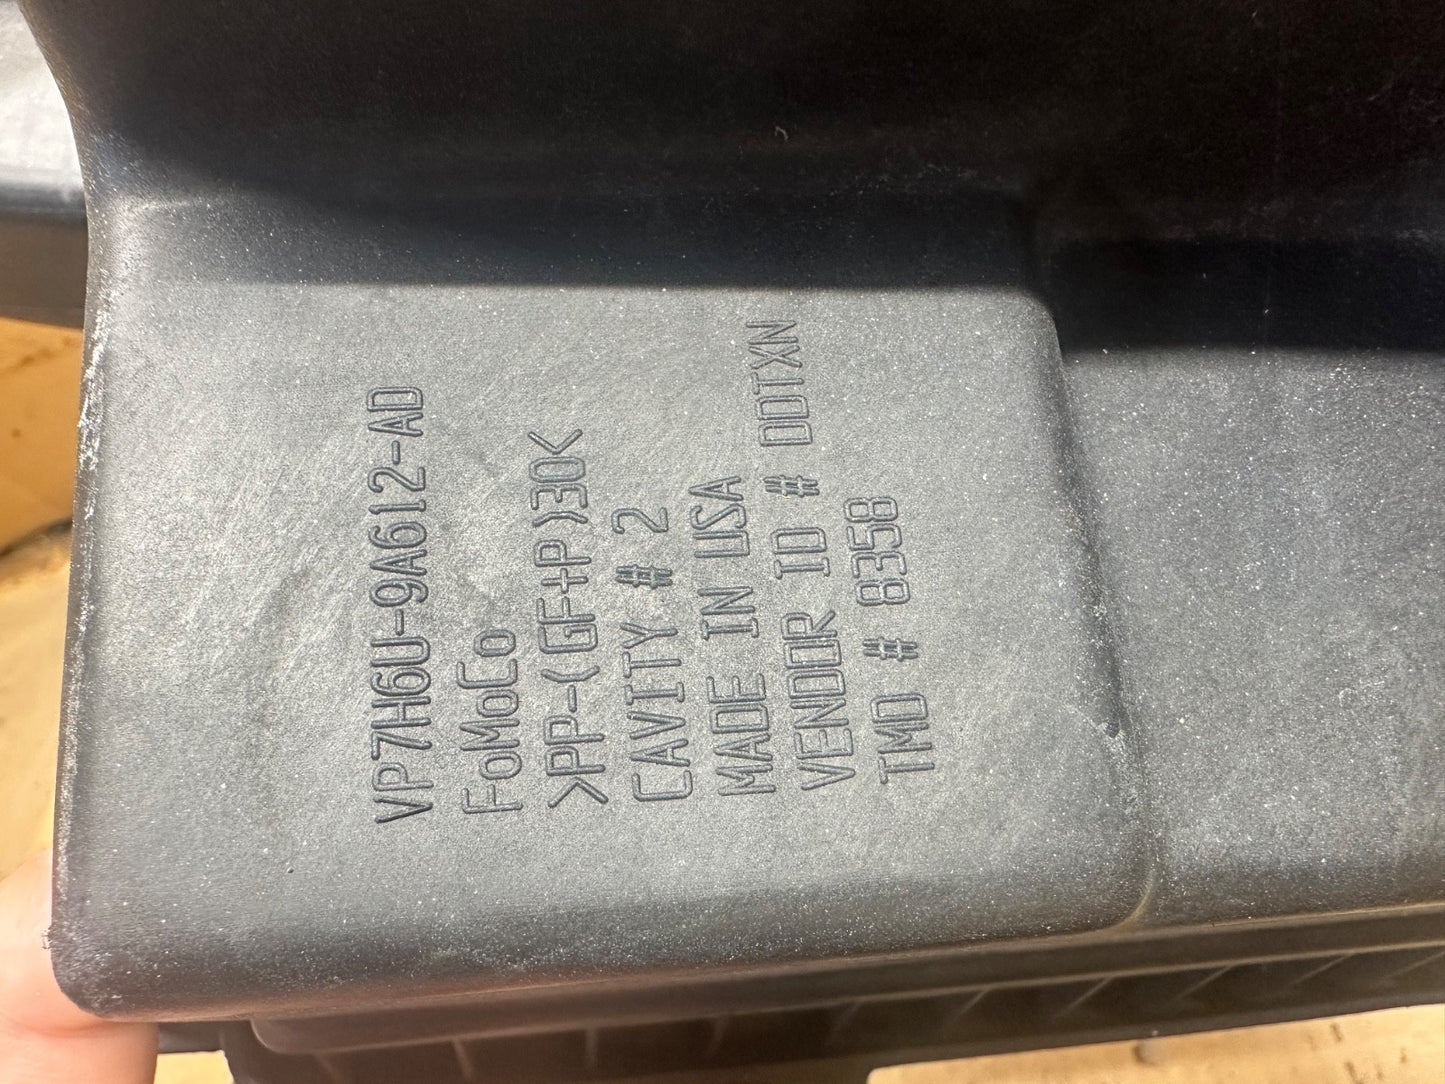 VP7H6U-9A612-AD
FoMoCo
>PP-(GF+P)30<
CAVITY # 2
MADE IN USA
VENDOR ID # DDTXN
TMD # 8358